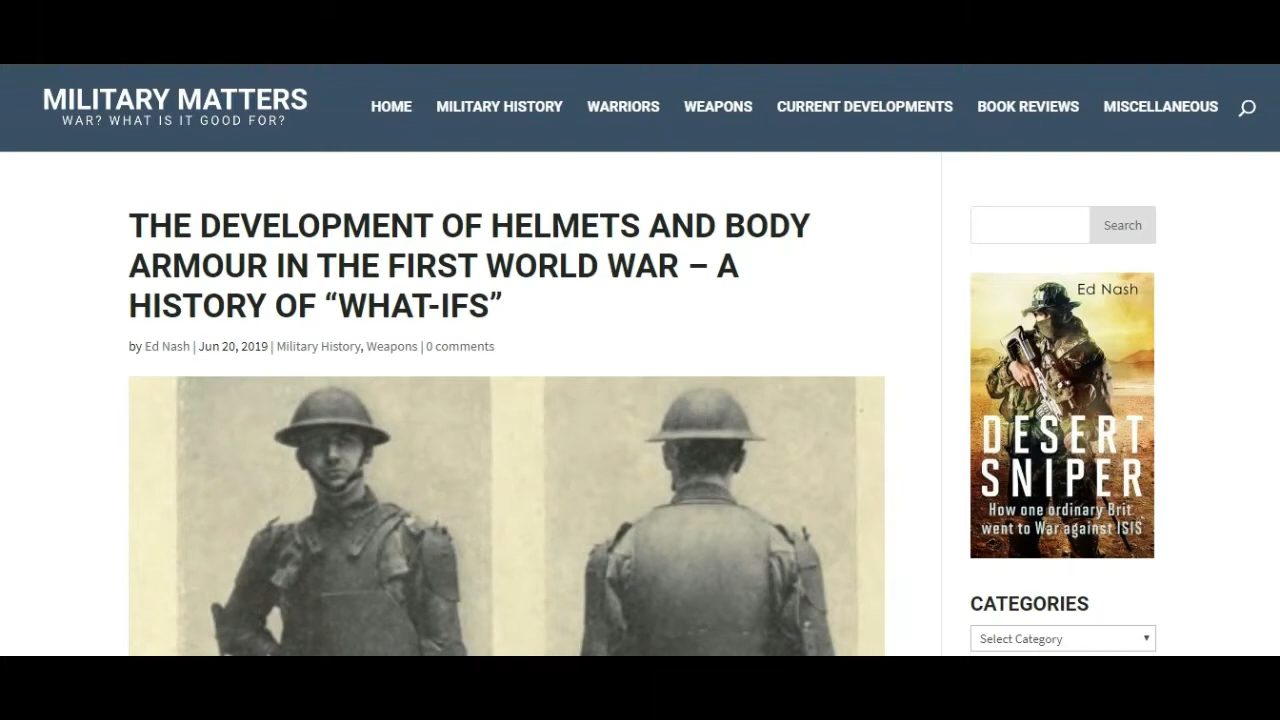 MILITARY MATTERS
WAR? WHAT IS IT GOOD FOR?
HOME MILITARY HISTORY WARRIORS WEAPONS CURRENT DEVELOPMENTS BOOK REVIEWS MISCELLANEOUS
THE DEVELOPMENT OF HELMETS AND BODY
ARMOUR IN THE FIRST WORLD WAR – A
HISTORY OF “WHAT-IFS”
by Ed Nash | Jun 20, 2019 | Military History, Weapons | 0 comments
Search
Ed Nash
DESERT
SNIPER
How one ordinary Brit
went to War against ISIS
CATEGORIES
Select Category